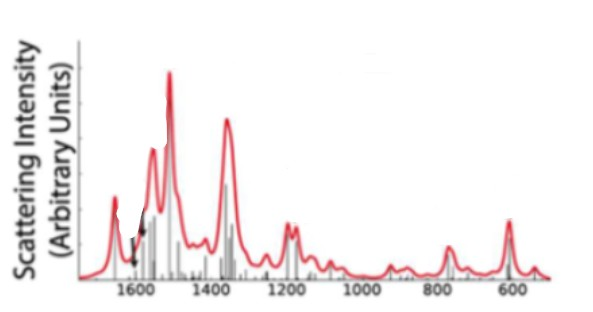 Scattering Intensity
(Arbitrary Units)
1600 1400 1200 1000 800 600